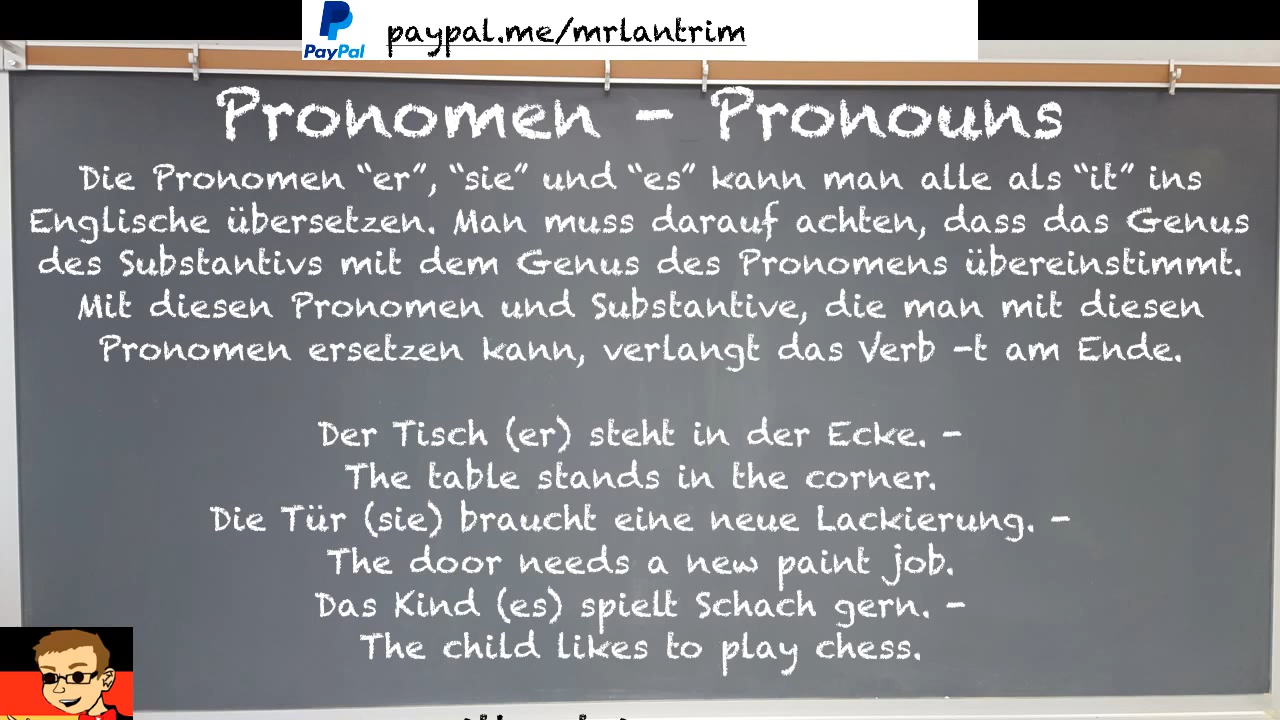 PayPal paypal.me/mrlantrim
Pronomen - Pronouns
Die Pronomen “er”, “sie” und “es” kann man alle als “it” ins
Englische übersetzen. Man muss darauf achten, dass das Genus
des Substantivs mit dem Genus des Pronomens übereinstimmt.
Mit diesen Pronomen und Substantive, die man mit diesen
Pronomen ersetzen kann, verlangt das Verb -t am Ende.
Der Tisch (er) steht in der Ecke. -
The table stands in the corner.
Die Tür (sie) braucht eine neue Lackierung. -
The door needs a new paint job.
Das Kind (es) spielt Schach gern. -
The child likes to play chess.